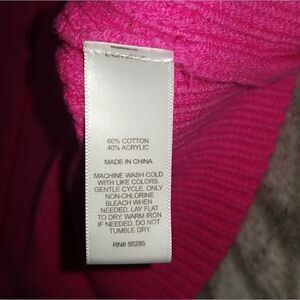 60% COTTON
40% ACRYLIC
MADE IN CHINA
MACHINE WASH COLD
WITH LIKE COLORS.
GENTLE CYCLE. ONLY
NON-CHLORINE
BLEACH WHEN
NEEDED. LAY FLAT
TO DRY. WARM IRON
IF NEEDED. DO NOT
TUMBLE DRY.
RN# 55285